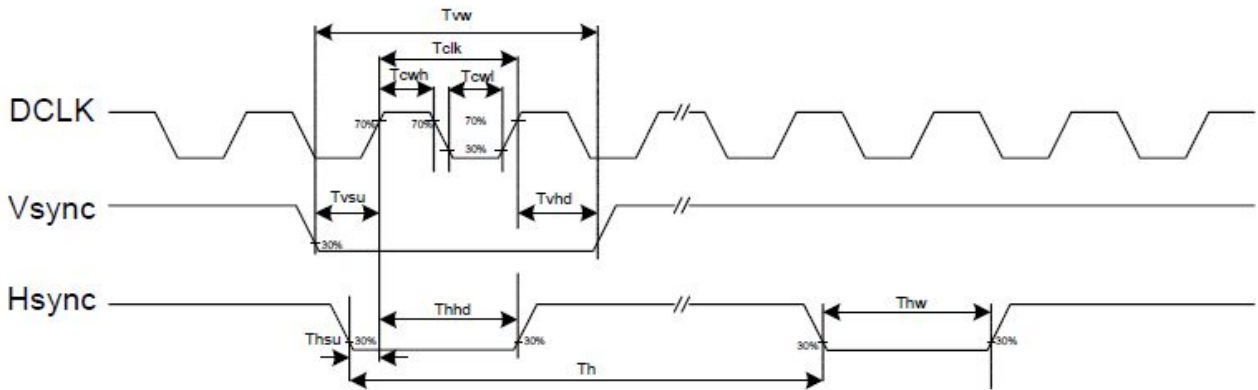 Tvw
Tclk
Tcwh Tcwl
DCLK
70% 70% 70%
30%
Tvsu Tvhd
Vsync
30%
Hsync
Thhd Thw
Thsu 30% 30% 30% 30%
Th